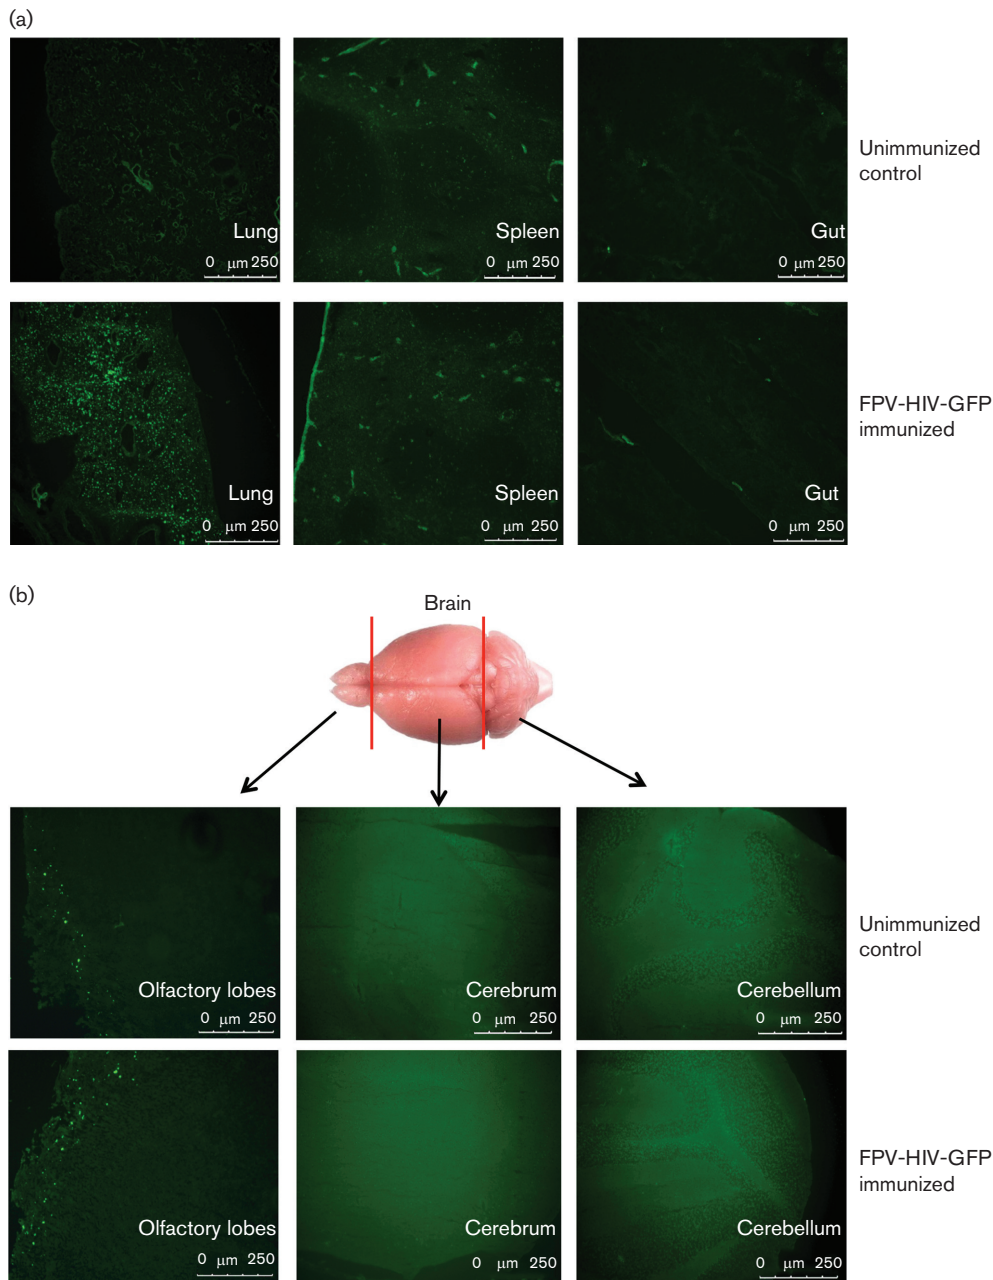 (a)
Lung
0 μm 250
Spleen
0 μm 250
Gut
0 μm 250
Unimmunized
control
Lung
0 μm 250
Spleen
0 μm 250
Gut
0 μm 250
FPV-HIV-GFP
immunized
(b)
Brain
Olfactory lobes
0 μm 250
Cerebrum
0 μm 250
Cerebellum
0 μm 250
Unimmunized
control
Olfactory lobes
0 μm 250
Cerebrum
0 μm 250
Cerebellum
0 μm 250
FPV-HIV-GFP
immunized